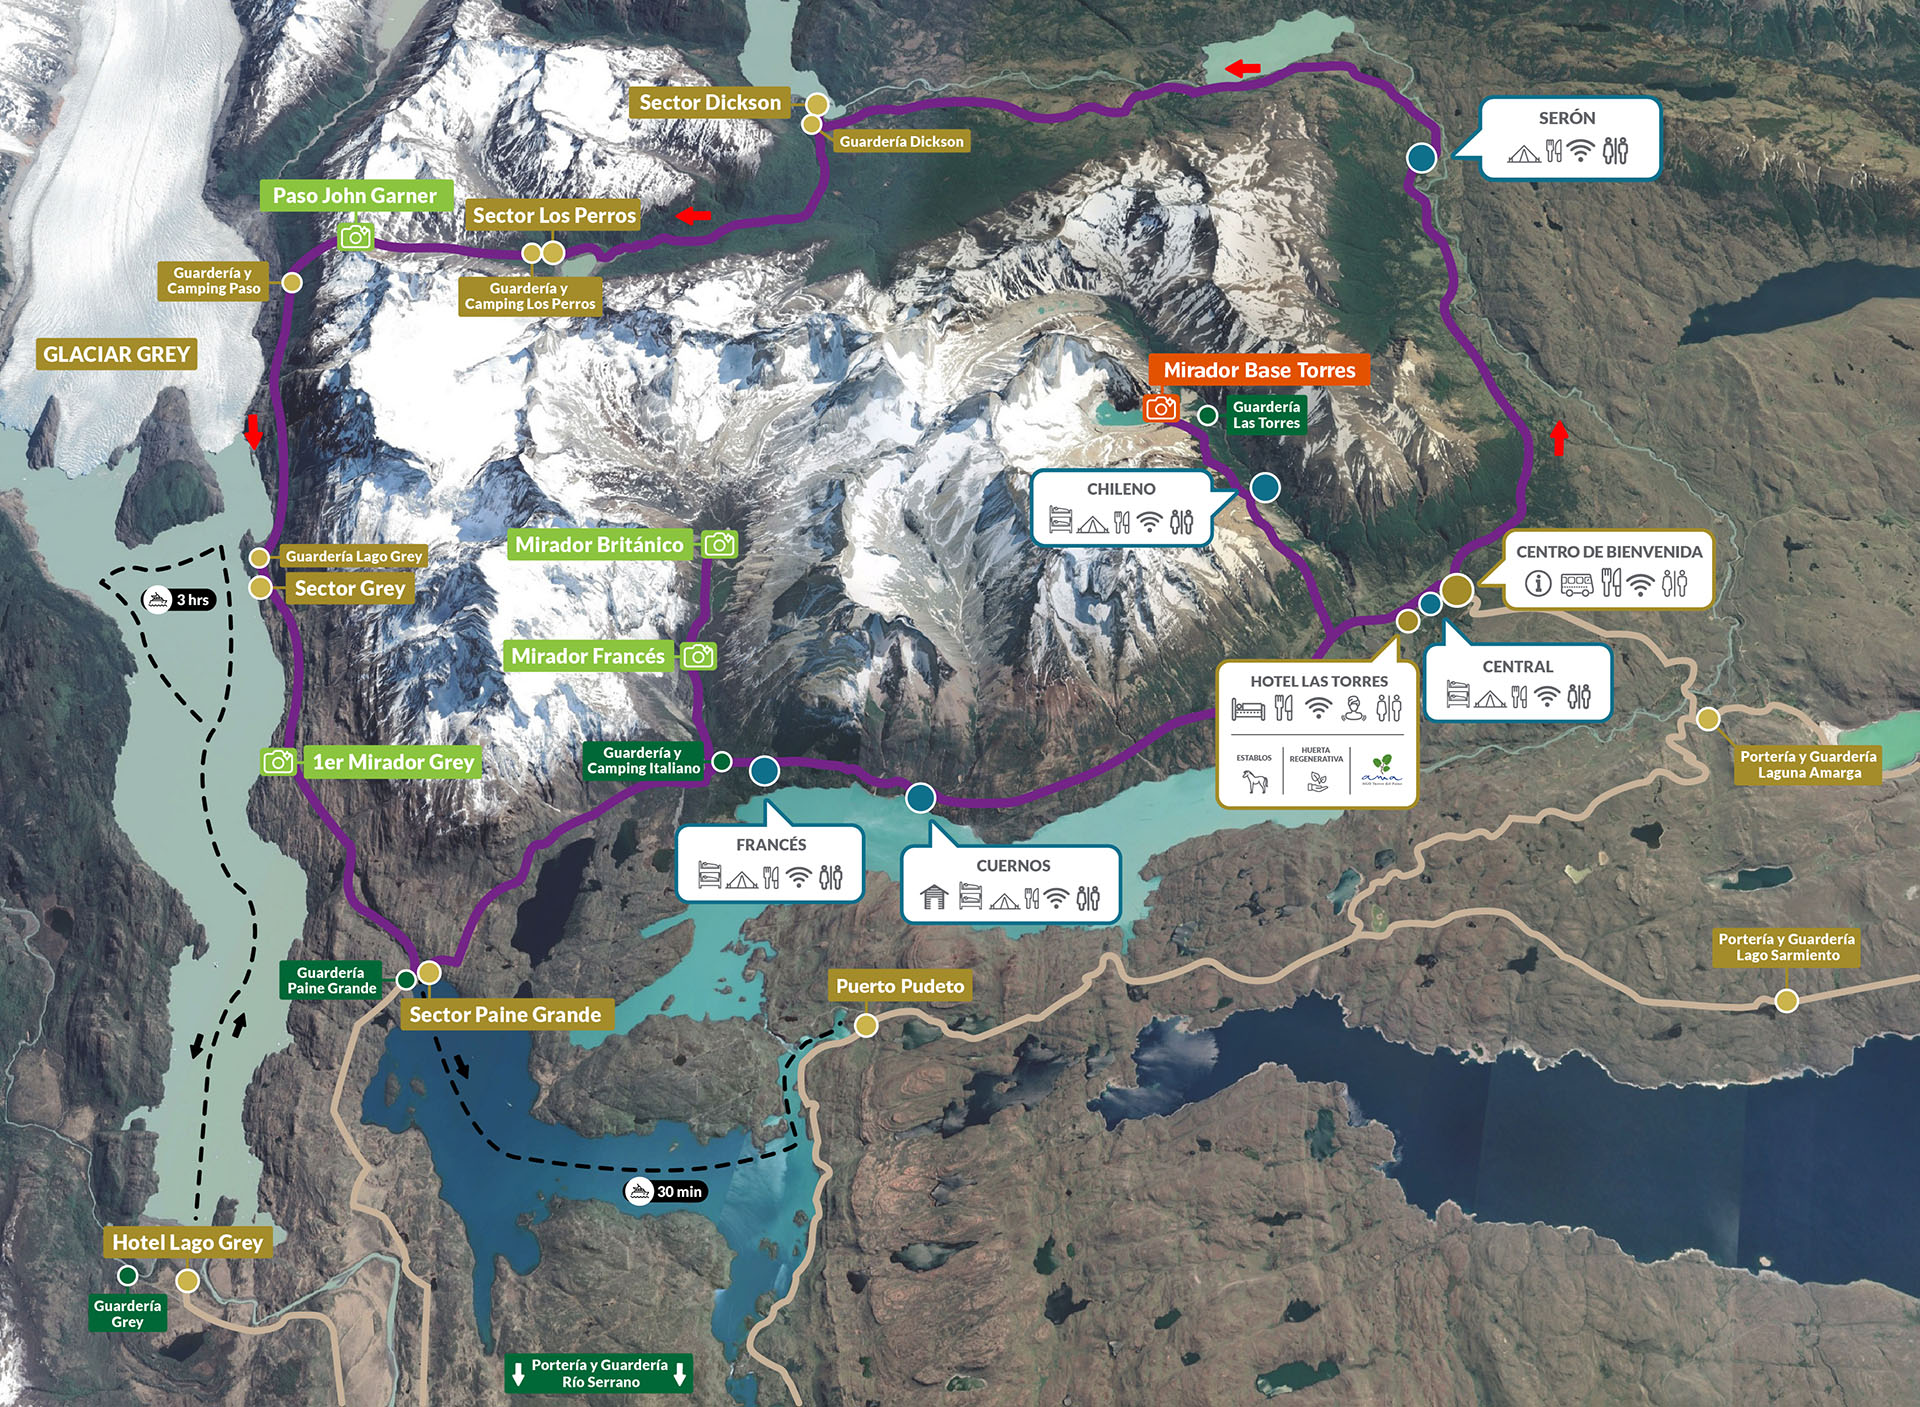 Sector Dickson
Guardería Dickson
SERÓN
Paso John Garner
Sector Los Perros
Guardería y
Camping Paso
Guardería y
Camping Los Perros
GLACIAR GREY
Mirador Base Torres
Guardería
Las Torres
CHILENO
Mirador Británico
Guardería Lago Grey
Sector Grey
3 hrs
CENTRO DE BIENVENIDA
Mirador Francés
CENTRAL
HOTEL LAS TORRES
ESTABLOS
HUERTA
REGENERATIVA
ama
1er Mirador Grey
Guardería y
Camping Italiano
Portería y Guardería
Laguna Amarga
FRANCÉS
CUERNOS
Portería y Guardería
Lago Sarmiento
Guardería
Paine Grande
Sector Paine Grande
Puerto Pudeto
30 min
Hotel Lago Grey
Guardería
Grey
Portería y Guardería
Río Serrano